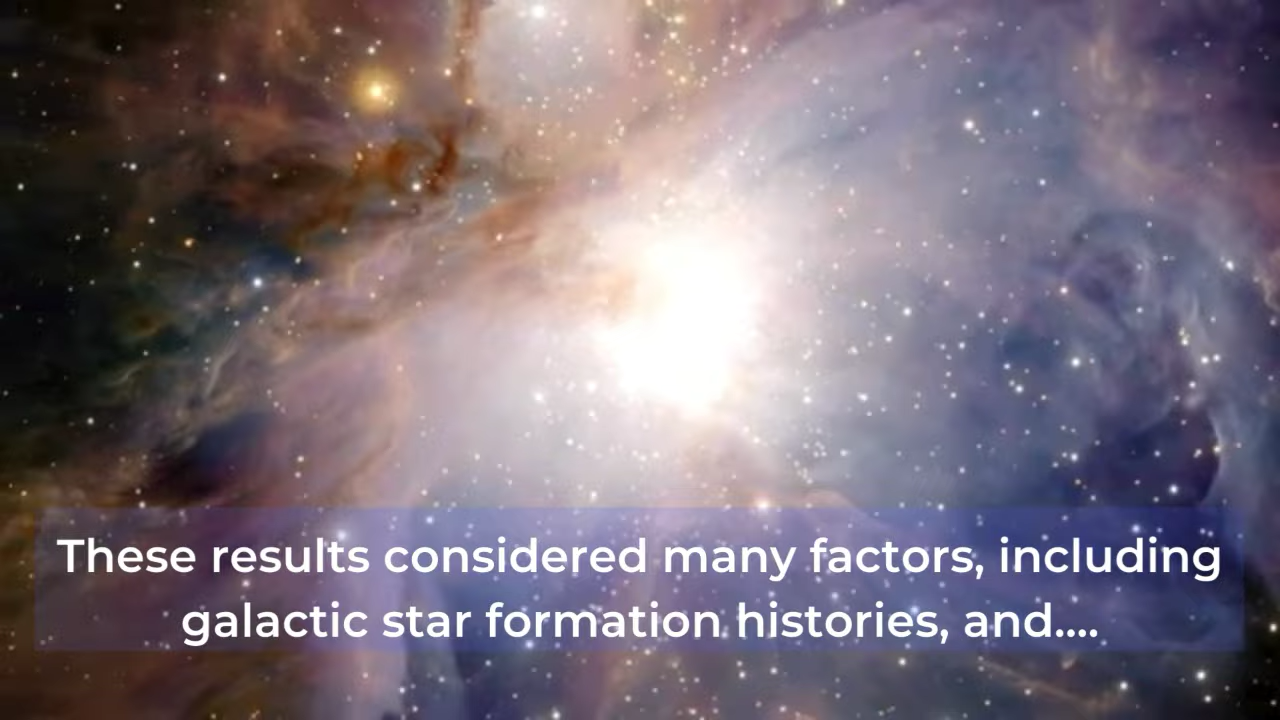 These results considered many factors, including
galactic star formation histories, and....